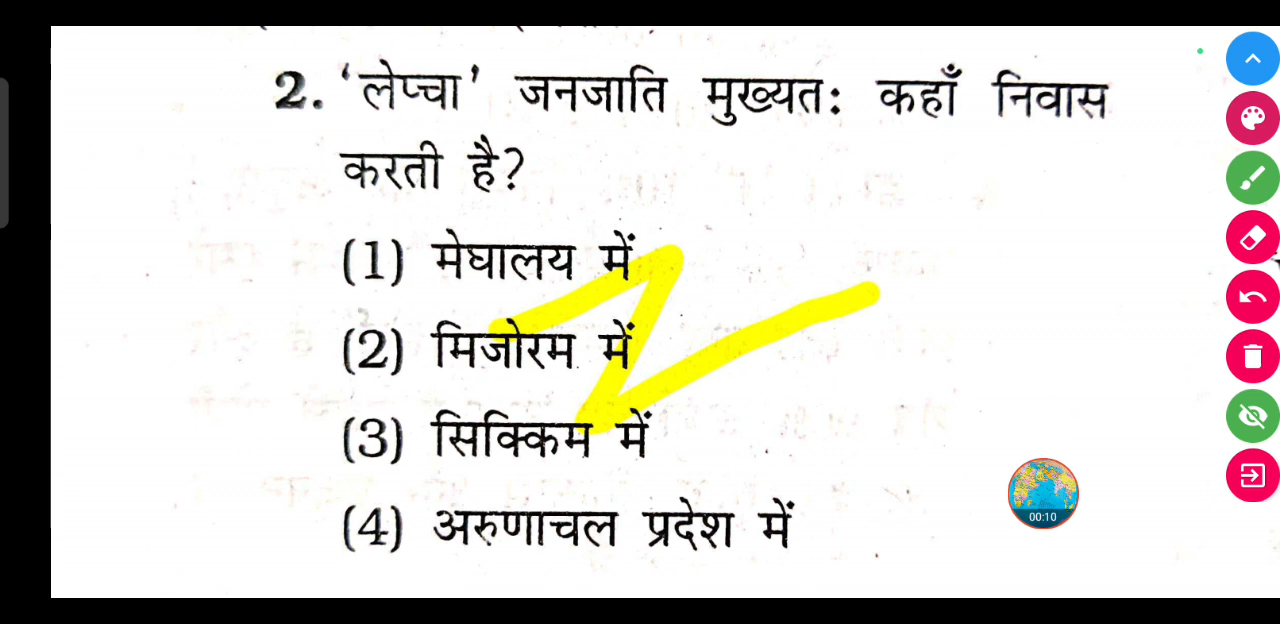 2. 'लेप्चा' जनजाति मुख्यतः कहाँ निवास
करती है?
(1) मेघालय में
(2) मिजोरम में
(3) सिक्किम में
(4) अरुणाचल प्रदेश में
00:10